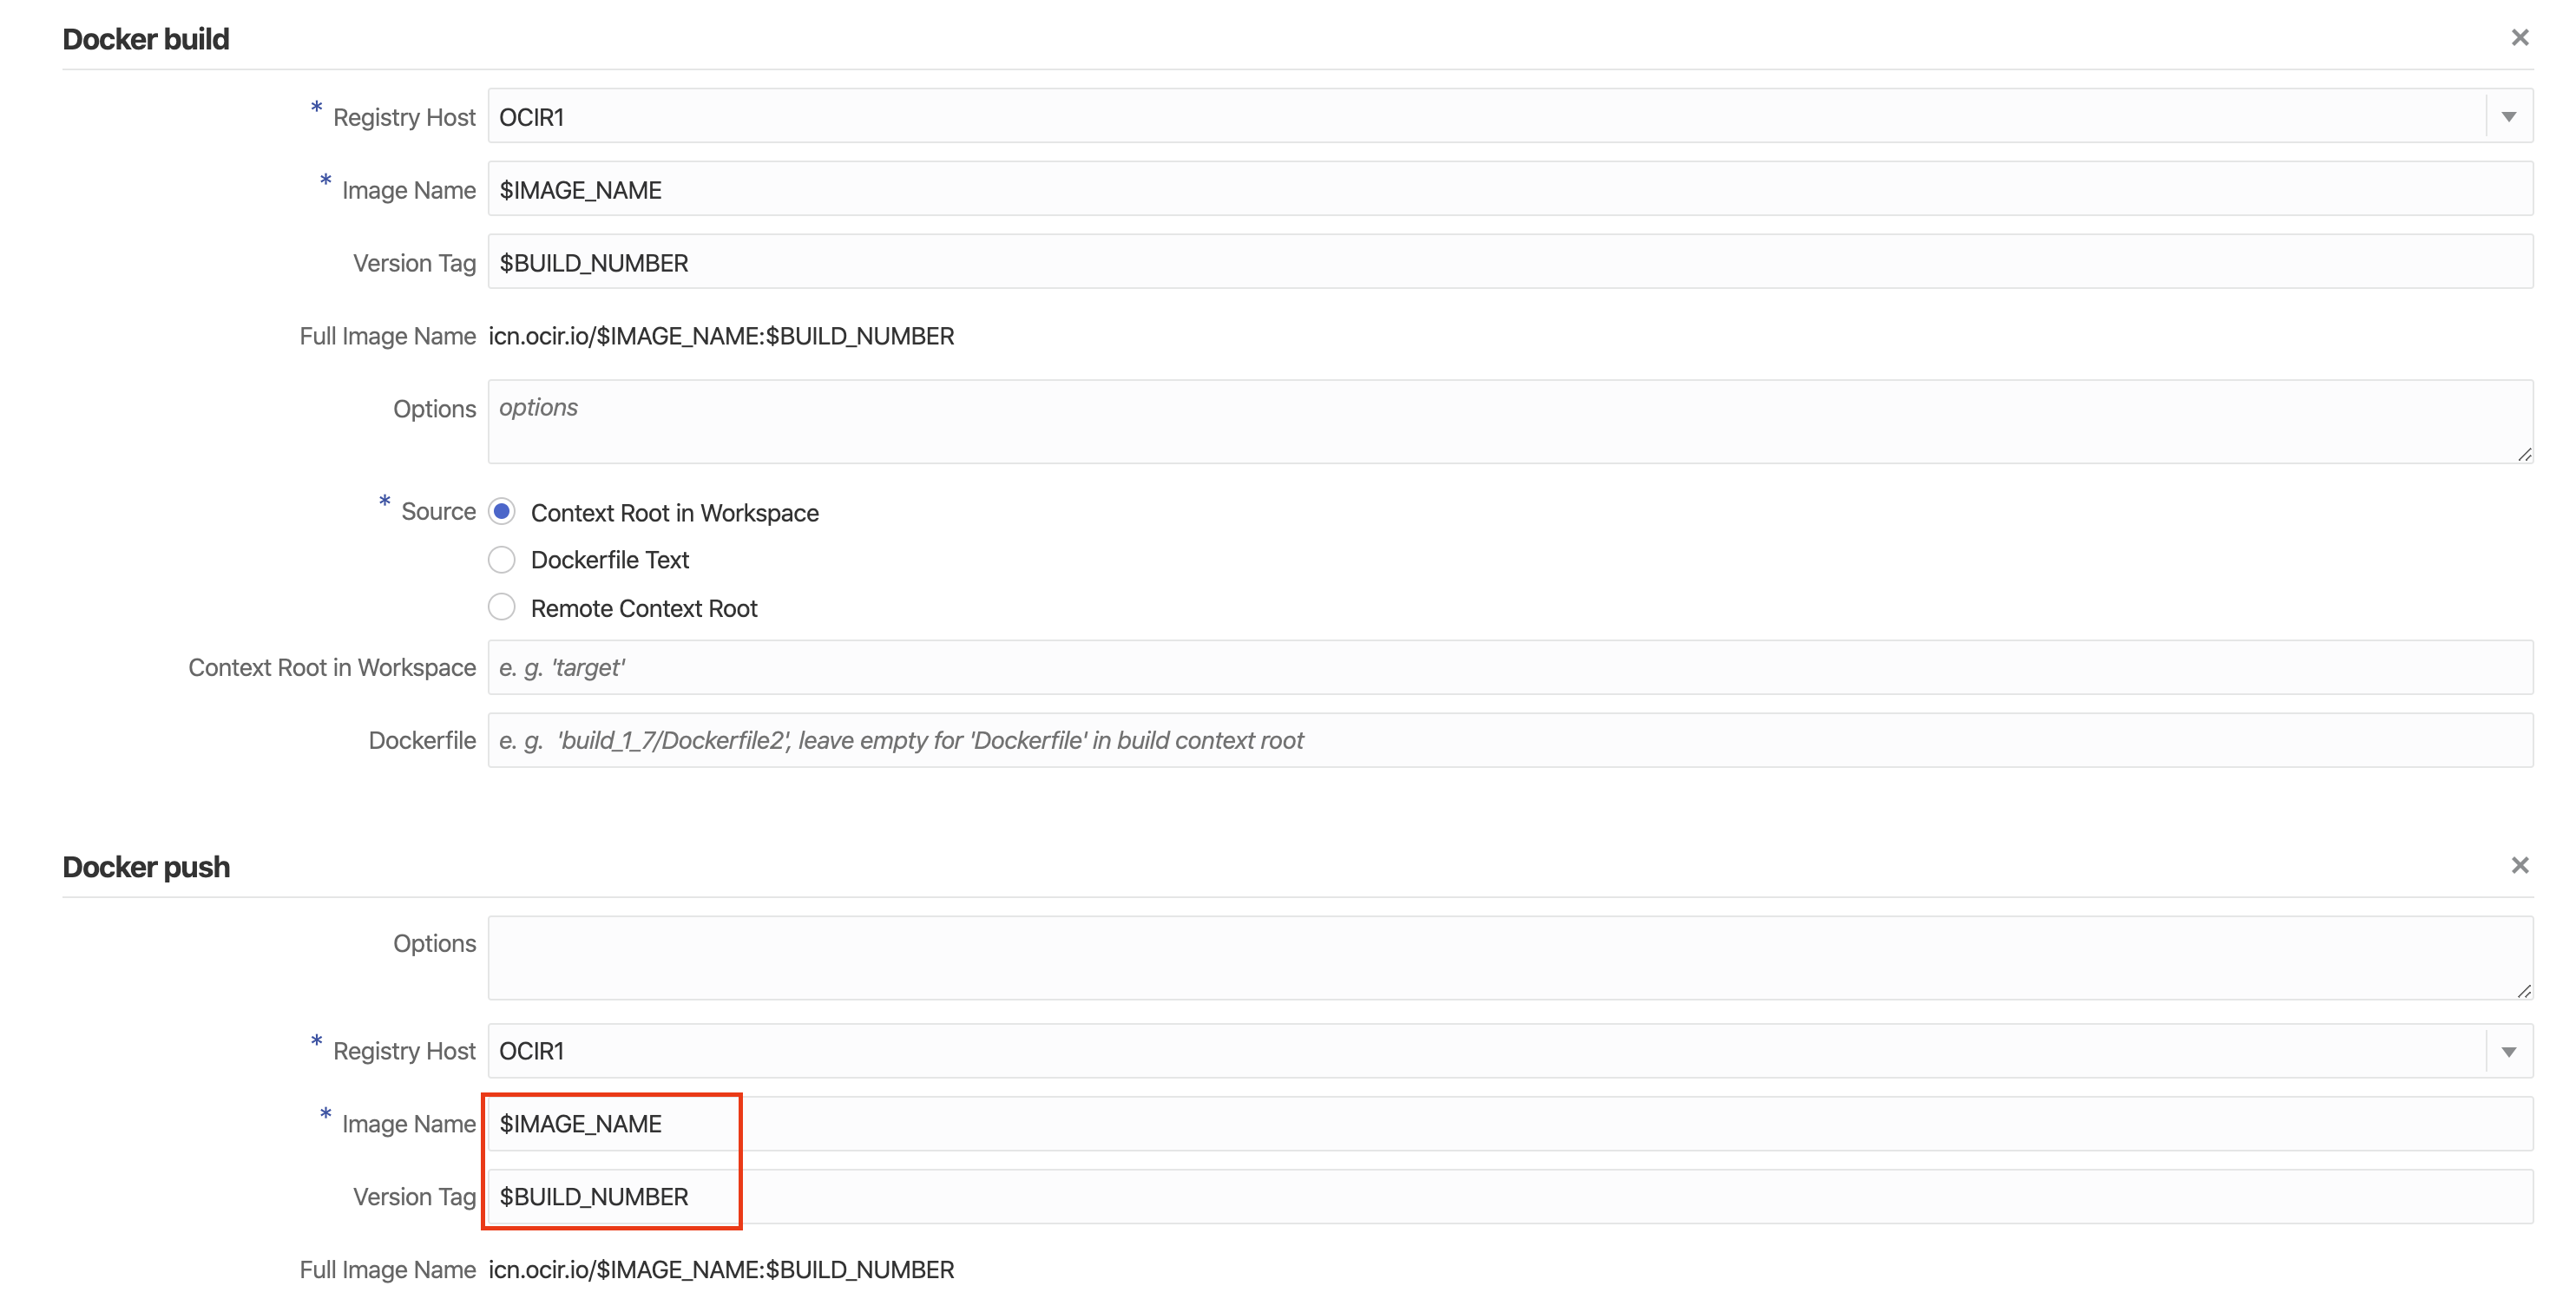 Docker build
* Registry Host OCIR1
* Image Name $IMAGE_NAME
Version Tag $BUILD_NUMBER
Full Image Name icn.ocir.io/$IMAGE_NAME:$BUILD_NUMBER
Options options
* Source Context Root in Workspace
Dockerfile Text
Remote Context Root
Context Root in Workspace e. g. 'target'
Dockerfile e. g. 'build_1_7/Dockerfile2', leave empty for 'Dockerfile' in build context root
Docker push
Options
* Registry Host OCIR1
* Image Name $IMAGE_NAME
Version Tag $BUILD_NUMBER
Full Image Name icn.ocir.io/$IMAGE_NAME:$BUILD_NUMBER